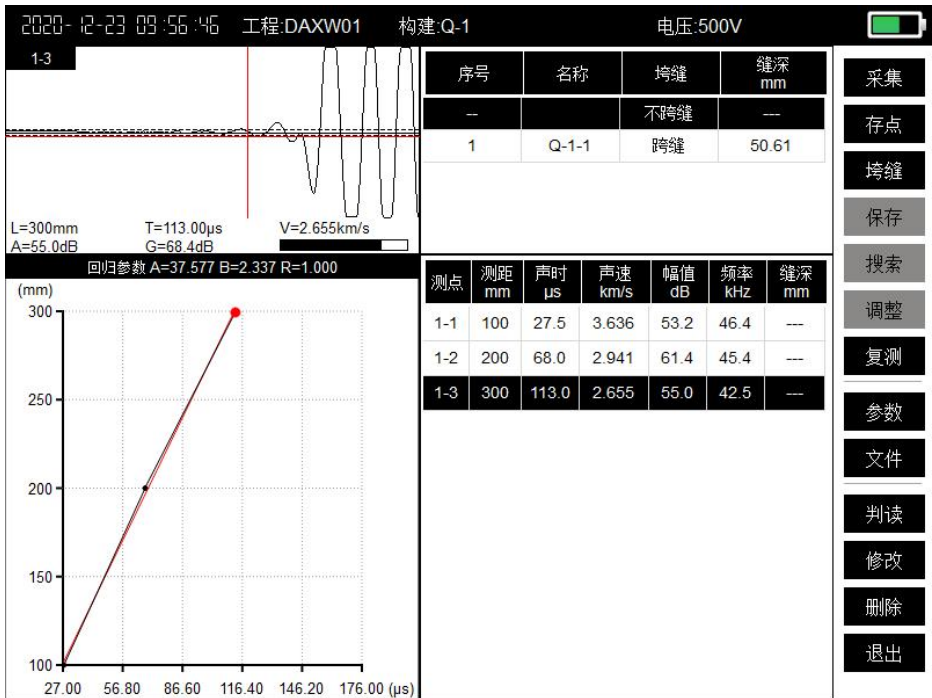 2020-12-23 09:56:46 工程:DAXW01 构建:Q-1 电压:500V
1-3
L=300mm T=113.00μs V=2.655km/s
A=55.0dB G=68.4dB
回归参数 A=37.577 B=2.337 R=1.000
(mm)
300
250
200
150
100
27.00 56.80 86.60 116.40 146.20 176.00 (μs)
序号 名称 垮缝 缝深
mm
-- 不跨缝 ---
1 Q-1-1 跨缝 50.61
测点 测距 声时 声速 幅值 频率 缝深
mm μs km/s dB kHz mm
1-1 100 27.5 3.636 53.2 46.4 ---
1-2 200 68.0 2.941 61.4 45.4 ---
1-3 300 113.0 2.655 55.0 42.5 ---
采集
存点
垮缝
保存
搜索
调整
复测
参数
文件
判读
修改
删除
退出